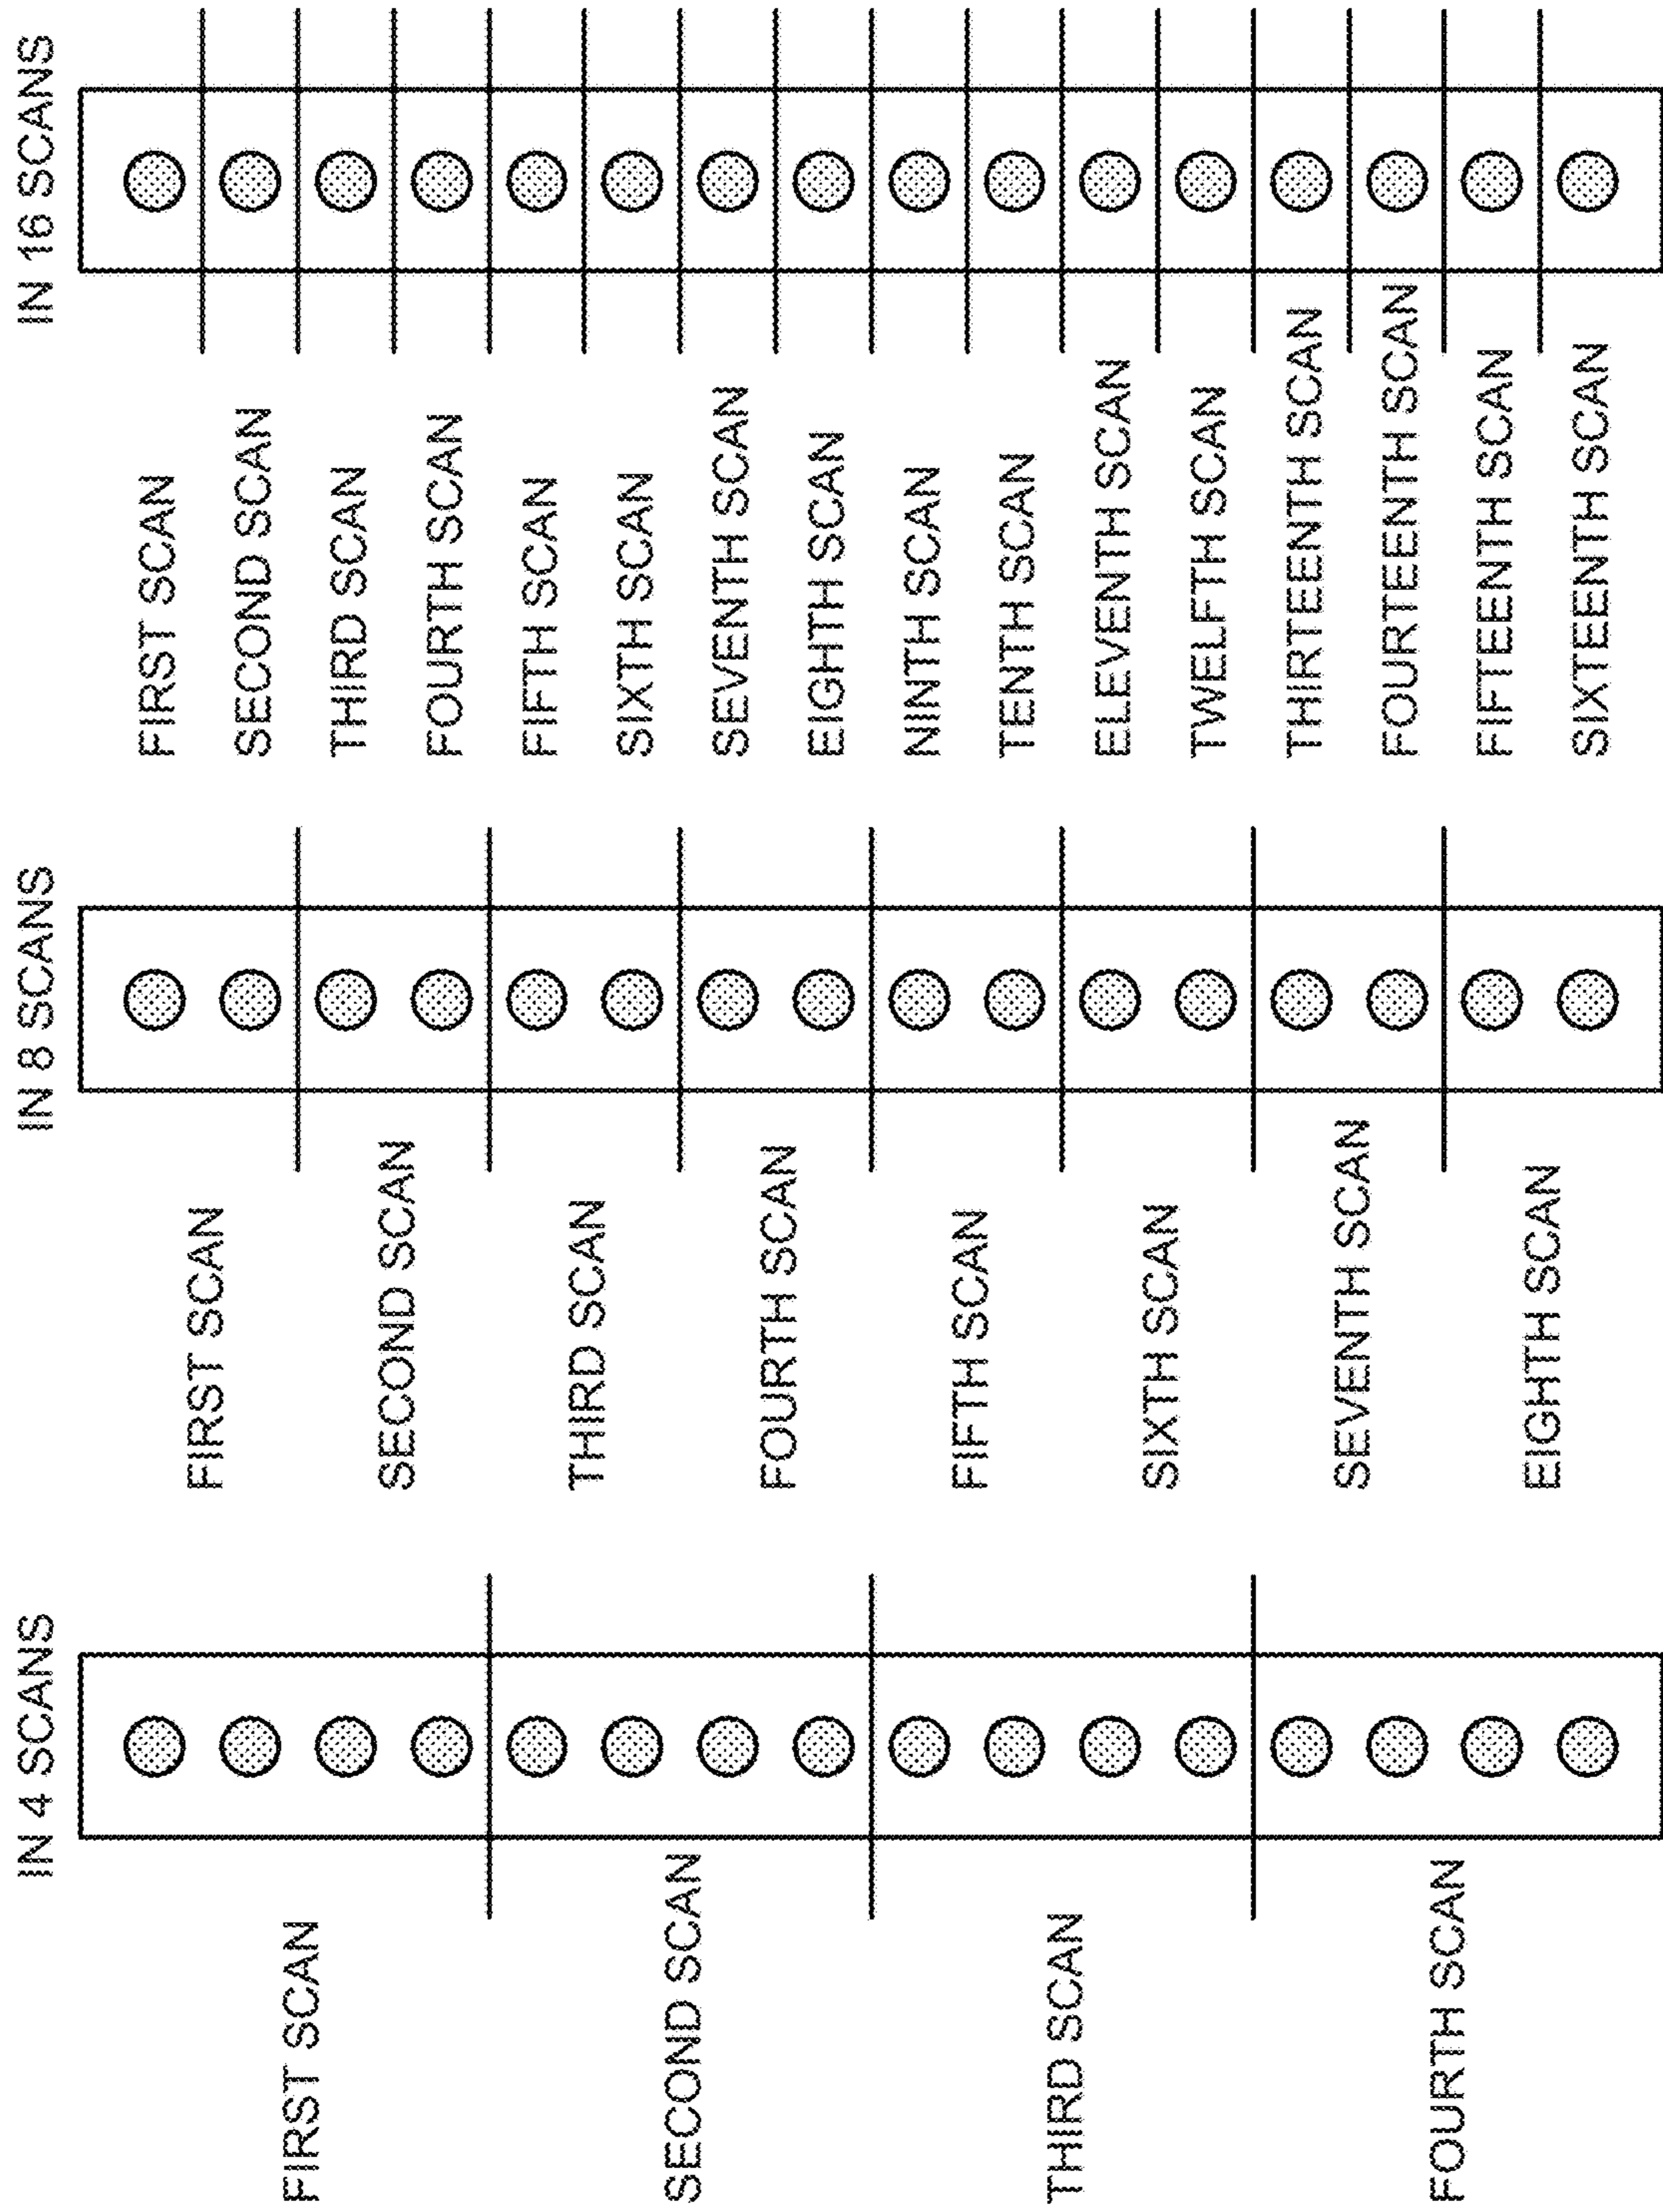 IN 4 SCANS
FIRST SCAN
SECOND SCAN
THIRD SCAN
FOURTH SCAN
IN 8 SCANS
FIRST SCAN
SECOND SCAN
THIRD SCAN
FOURTH SCAN
FIFTH SCAN
SIXTH SCAN
SEVENTH SCAN
EIGHTH SCAN
IN 16 SCANS
FIRST SCAN
SECOND SCAN
THIRD SCAN
FOURTH SCAN
FIFTH SCAN
SIXTH SCAN
SEVENTH SCAN
EIGHTH SCAN
NINTH SCAN
TENTH SCAN
ELEVENTH SCAN
TWELFTH SCAN
THIRTEENTH SCAN
FOURTEENTH SCAN
FIFTEENTH SCAN
SIXTEENTH SCAN